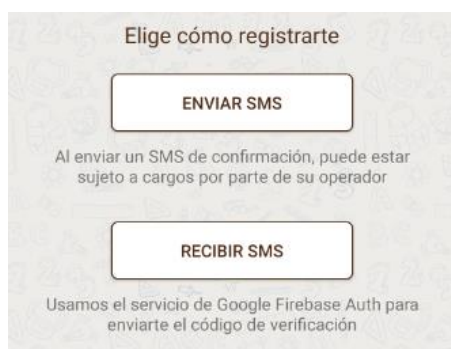 Elige cómo registrarte
ENVIAR SMS
Al enviar un SMS de confirmación, puede estar
sujeto a cargos por parte de su operador
RECIBIR SMS
Usamos el servicio de Google Firebase Auth para
enviarte el código de verificación